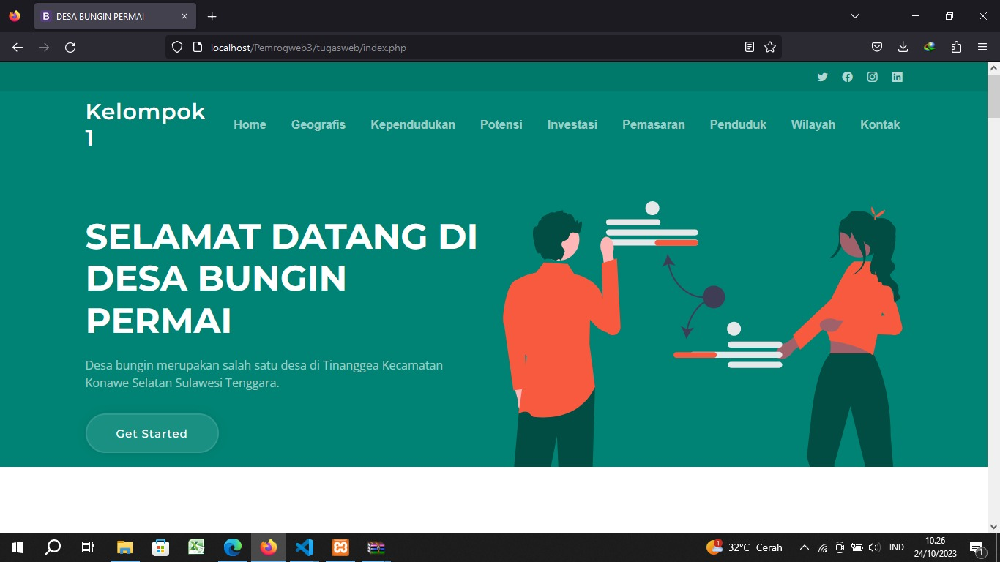 DESA BUNGIN PERMAI
localhost/Pemrogweb3/tugasweb/index.php
Kelompok
1
Home Geografis Kependudukan Potensi Investasi Pemasaran Penduduk Wilayah Kontak
SELAMAT DATANG DI
DESA BUNGIN
PERMAI
Desa bungin merupakan salah satu desa di Tinanggea Kecamatan
Konawe Selatan Sulawesi Tenggara.
Get Started
1 32°C Cerah IND 10.26
24/10/2023 1